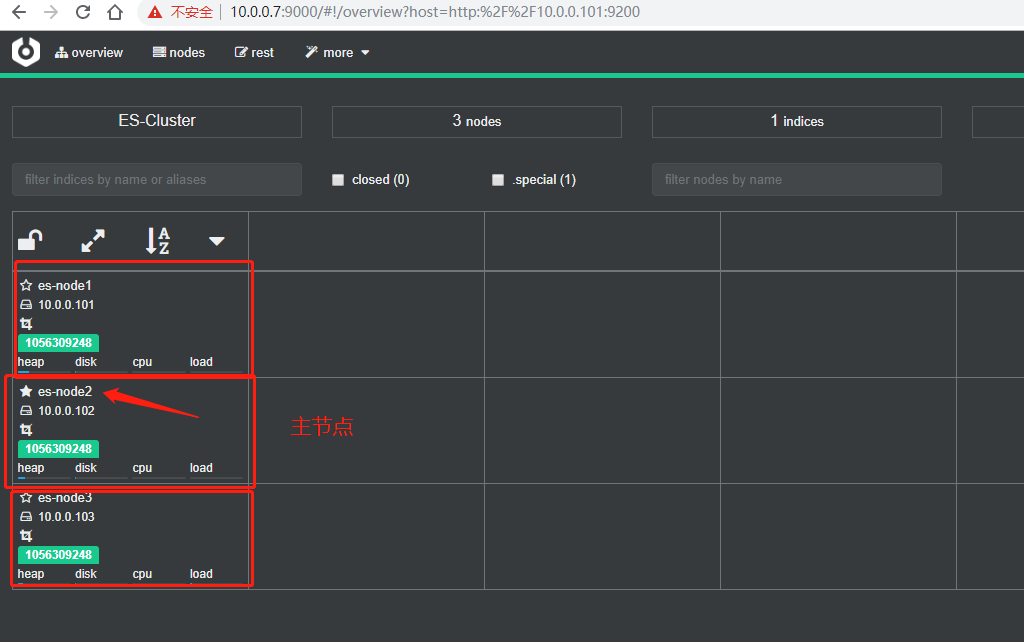 不安全 10.0.0.7:9000/#!/overview?host=http:%2F%2F10.0.0.101:9200
overview nodes rest more
ES-Cluster 3 nodes 1 indices
filter indices by name or aliases closed (0) .special (1) filter nodes by name
es-node1
10.0.0.101
1056309248
heap disk cpu load
es-node2
10.0.0.102
主节点
1056309248
heap disk cpu load
es-node3
10.0.0.103
1056309248
heap disk cpu load